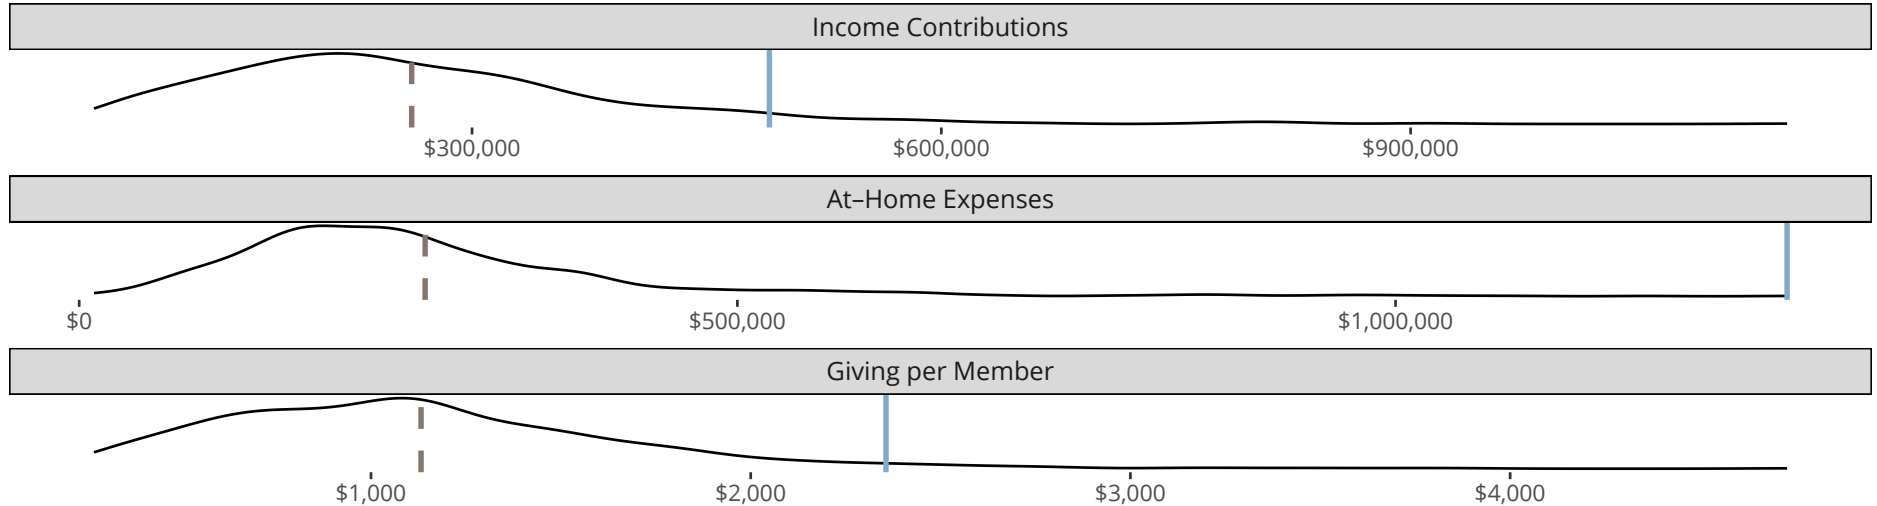 Income Contributions
$300,000 $600,000 $900,000
At–Home Expenses
$0 $500,000 $1,000,000
Giving per Member
$1,000 $2,000 $3,000 $4,000